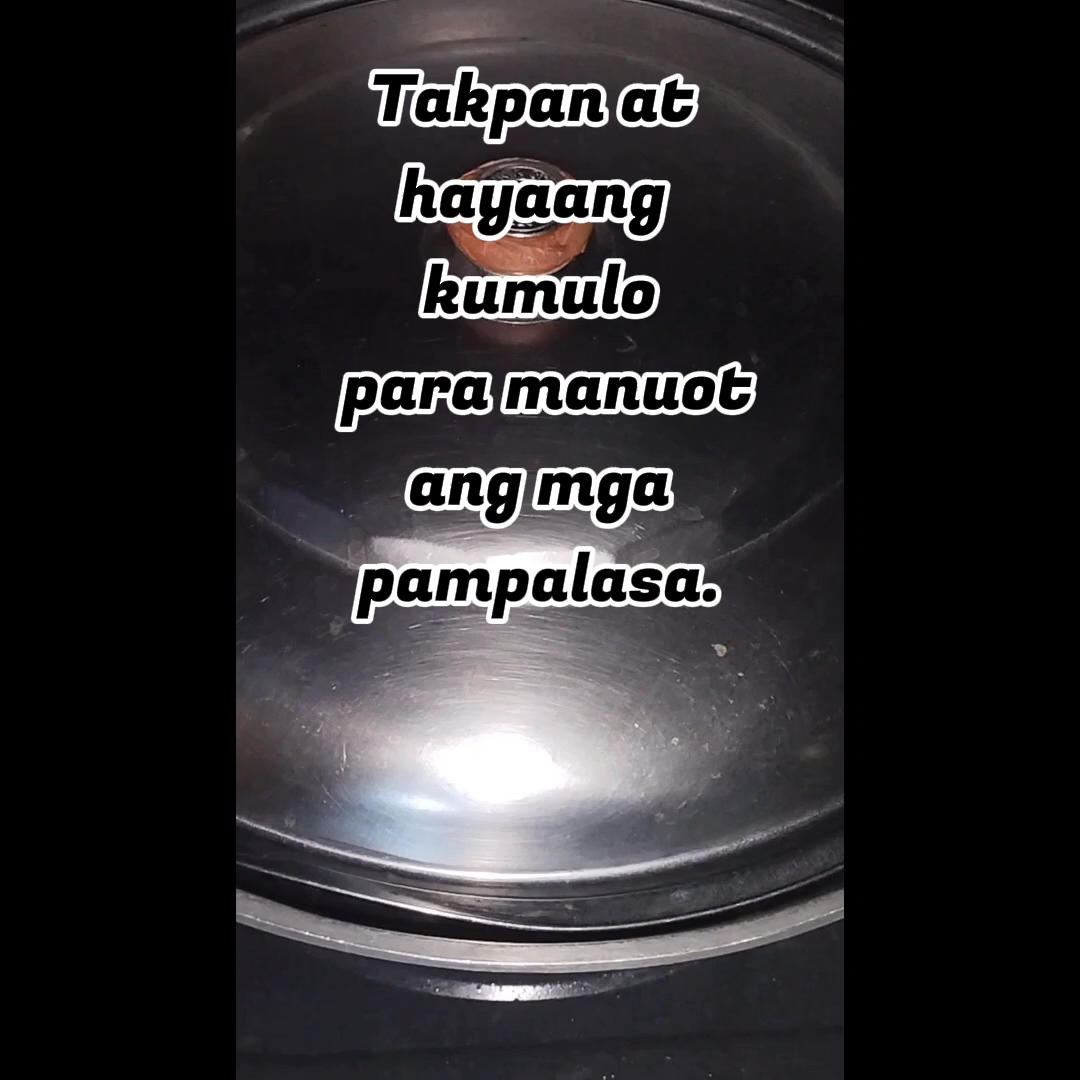 Takpan at
hayaang
kumulo
para manuot
ang mga
pampalasa.